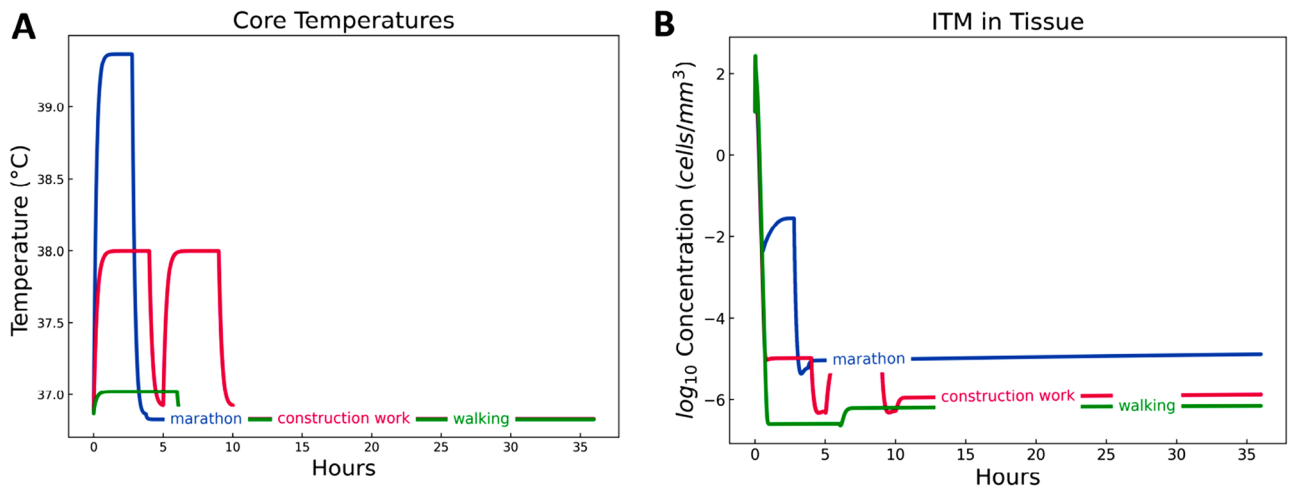 A
Core Temperatures
Temperature (°C)
39.0
38.5
38.0
37.5
37.0
marathon
construction work
walking
0 5 10 15 20 25 30 35
Hours
B
ITM in Tissue
log10 Concentration (cells/mm^3)
2
0
−2
−4
−6
marathon
construction work
walking
0 5 10 15 20 25 30 35
Hours